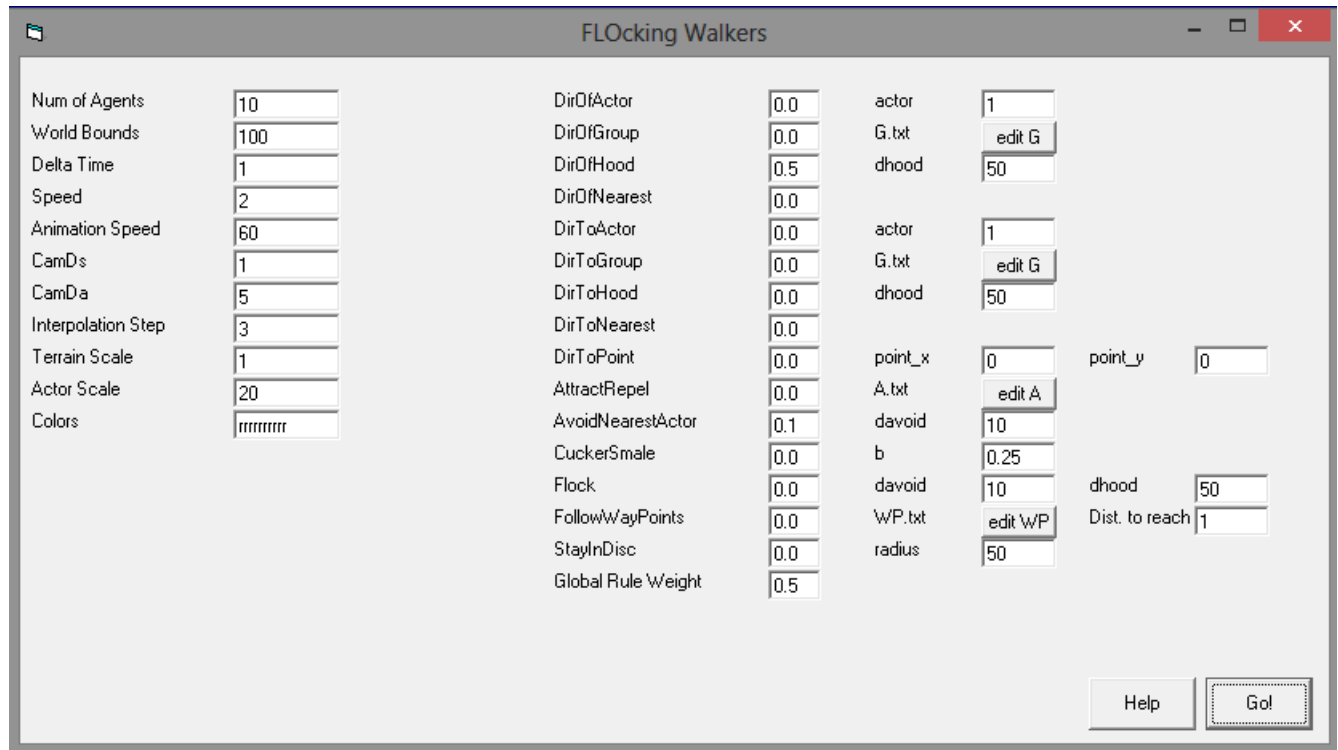 FLOcking Walkers
Num of Agents 10 DirOfActor 0.0 actor 1
World Bounds 100 DirOfGroup 0.0 G.txt edit G
Delta Time 1 DirOfHood 0.5 dhood 50
Speed 2 DirOfNearest 0.0
Animation Speed 60 DirToActor 0.0 actor 1
CamDs 1 DirToGroup 0.0 G.txt edit G
CamDa 5 DirToHood 0.0 dhood 50
Interpolation Step 3 DirToNearest 0.0
Terrain Scale 1 DirToPoint 0.0 point_x 0 point_y 0
Actor Scale 20 AttractRepel 0.0 A.txt edit A
Colors rrrrrrrrrr AvoidNearestActor 0.1 davoid 10
CuckerSmale 0.0 b 0.25
Flock 0.0 davoid 10 dhood 50
FollowWayPoints 0.0 WP.txt edit WP Dist. to reach 1
StayInDisc 0.0 radius 50
Global Rule Weight 0.5
Help Go!